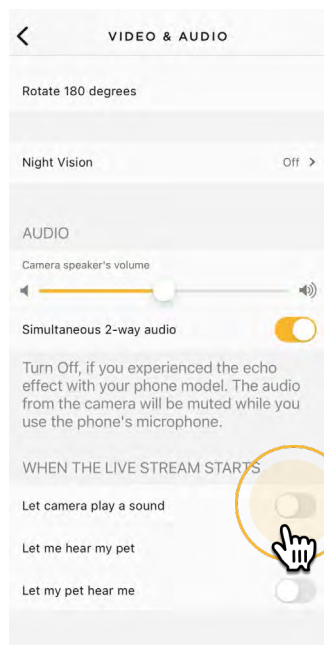 VIDEO & AUDIO
Rotate 180 degrees
Night Vision Off >
AUDIO
Camera speaker's volume
Simultaneous 2-way audio
Turn Off, if you experienced the echo
effect with your phone model. The audio
from the camera will be muted while you
use the phone's microphone.
WHEN THE LIVE STREAM STARTS
Let camera play a sound
Let me hear my pet
Let my pet hear me